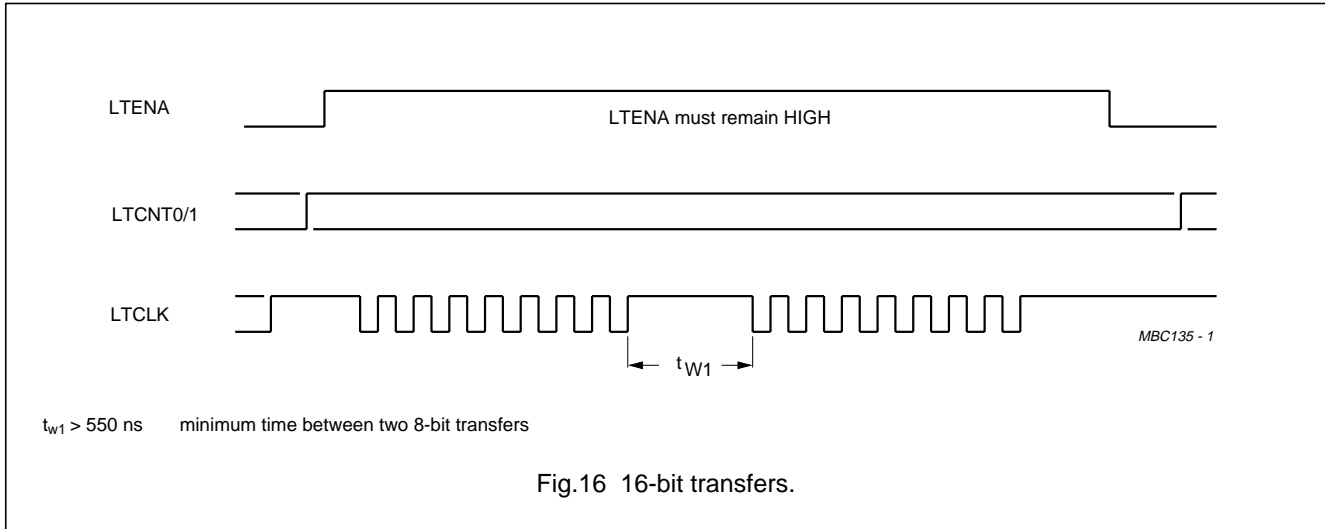 LTENA
LTENA must remain HIGH
LTCNT0/1
LTCLK
MBC135 - 1
t W1
tw1 > 550 ns minimum time between two 8-bit transfers
Fig.16 16-bit transfers.